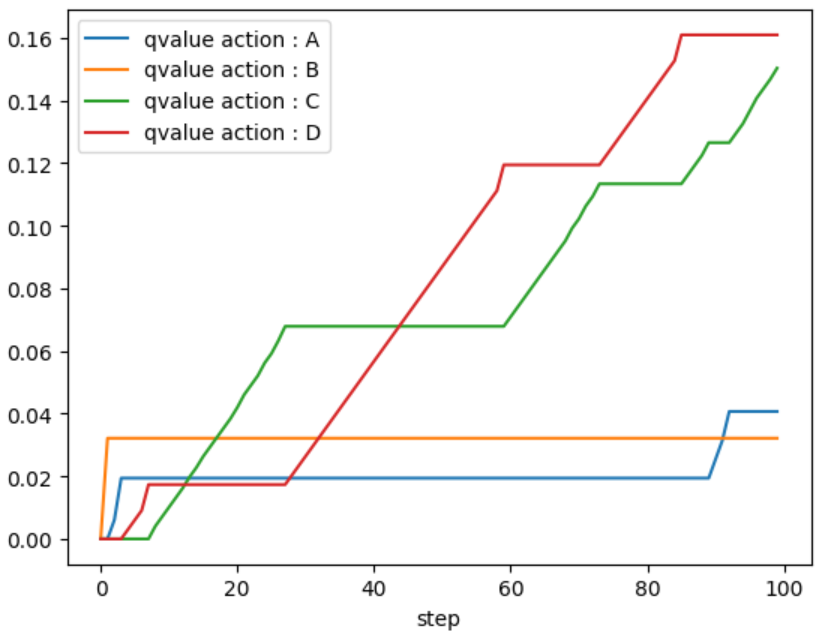 0.16
0.14
0.12
0.10
0.08
0.06
0.04
0.02
0.00
qvalue action : A
qvalue action : B
qvalue action : C
qvalue action : D
0 20 40 60 80 100
step